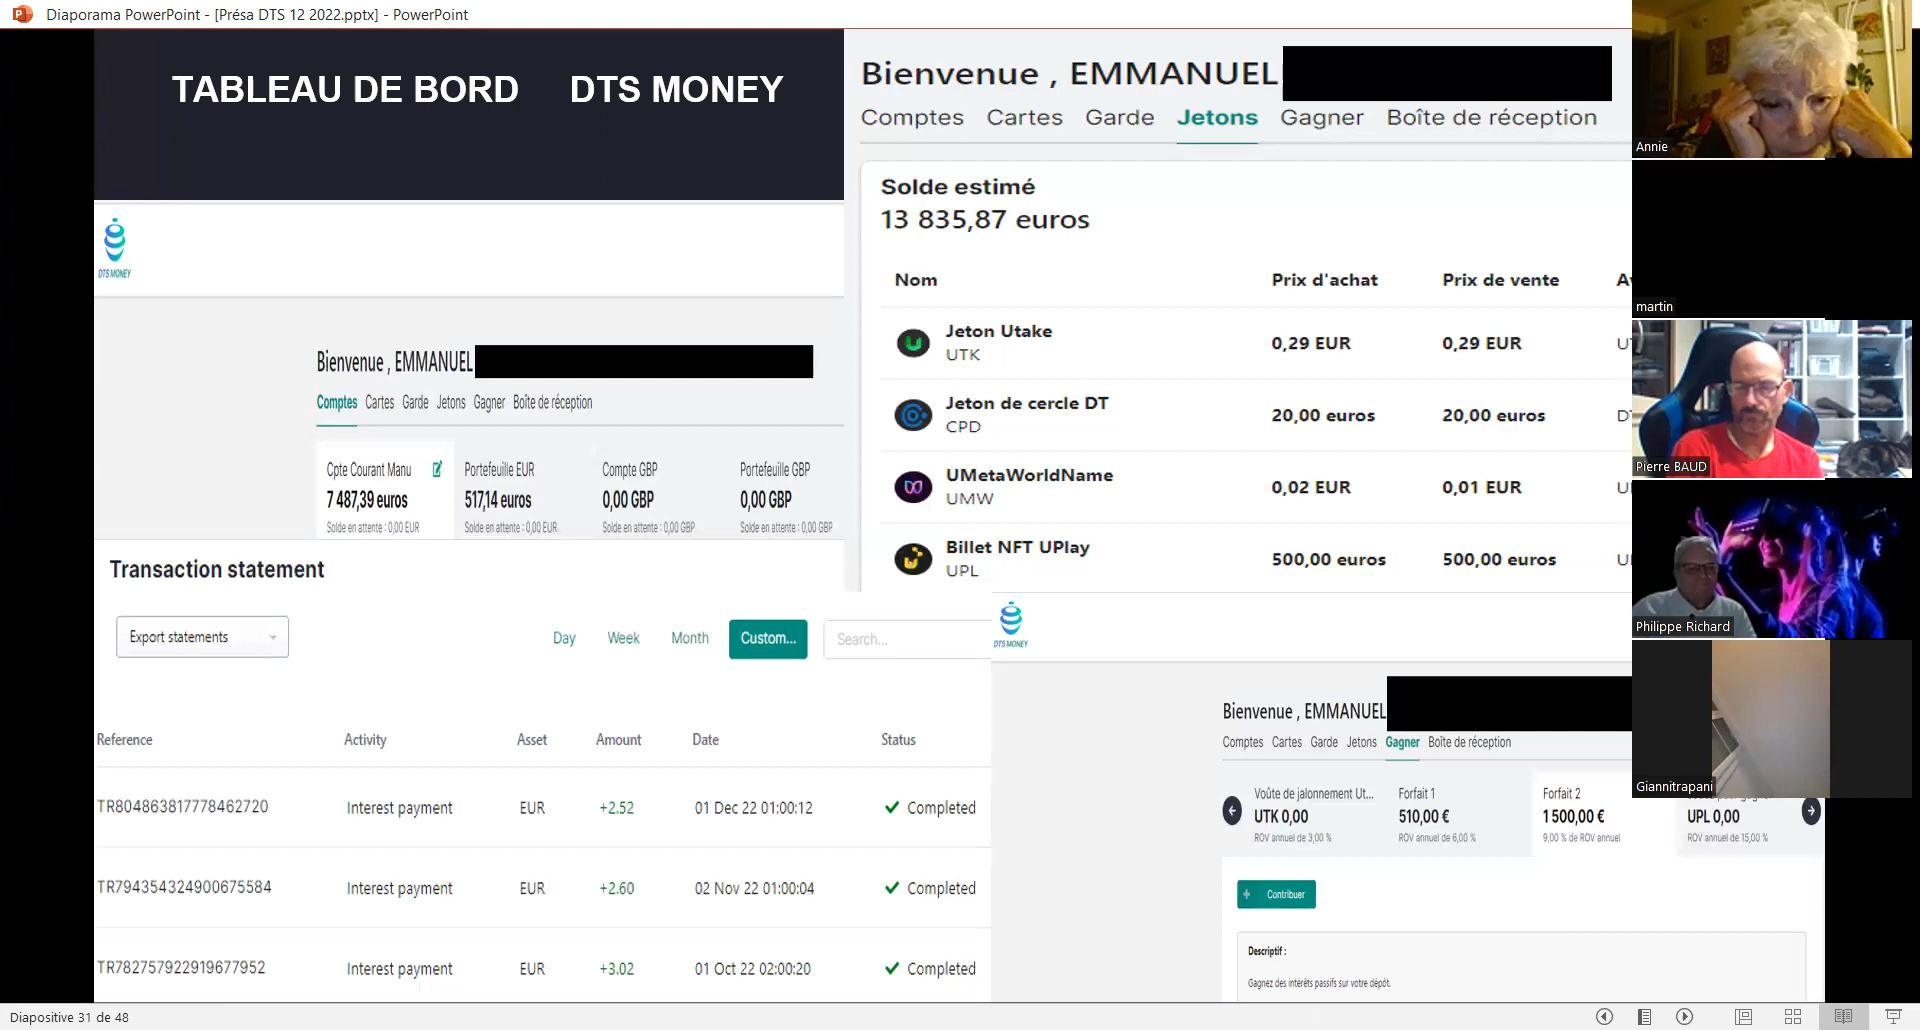 Diaporama PowerPoint - [Présa DTS 12 2022.pptx] - PowerPoint
TABLEAU DE BORD DTS MONEY
DTS MONEY
Bienvenue , EMMANUEL
Comptes Cartes Garde Jetons Gagner Boîte de réception
Cpte Courant Manu Portefeuille EUR Compte GBP Portefeuille GBP
7 487,39 euros 517,14 euros 0,00 GBP 0,00 GBP
Solde en attente : 0,00 EUR Solde en attente : 0,00 EUR Solde en attente : 0,00 GBP Solde en attente : 0,00 GBP
Bienvenue , EMMANUEL
Comptes Cartes Garde Jetons Gagner Boîte de réception
Solde estimé
13 835,87 euros
Nom Prix d'achat Prix de vente
Jeton Utake
UTK 0,29 EUR 0,29 EUR
Jeton de cercle DT
CPD 20,00 euros 20,00 euros
UMetaWorldName
UMW 0,02 EUR 0,01 EUR
Billet NFT UPlay
UPL 500,00 euros 500,00 euros
Transaction statement
Export statements Day Week Month Custom... Search...
Reference Activity Asset Amount Date Status
TR804863817778462720 Interest payment EUR +2.52 01 Dec 22 01:00:12 Completed
TR794354324900675584 Interest payment EUR +2.60 02 Nov 22 01:00:04 Completed
TR782757922919677952 Interest payment EUR +3.02 01 Oct 22 02:00:20 Completed
DTS MONEY
Bienvenue , EMMANUEL
Comptes Cartes Garde Jetons Gagner Boîte de réception
Voûte de jalonnement Ut... Forfait 1 Forfait 2
UTK 0,00 510,00 € 1 500,00 € UPL 0,00
ROV annuel de 3,00 % ROV annuel de 6,00 % 9,00 % de ROV annuel ROV annuel de 15,00 %
+ Contribuer
Descriptif :
Gagnez des intérêts passifs sur votre dépôt.
Annie
martin
Pierre BAUD
Philippe Richard
Giannitrapani
Diapositive 31 de 48